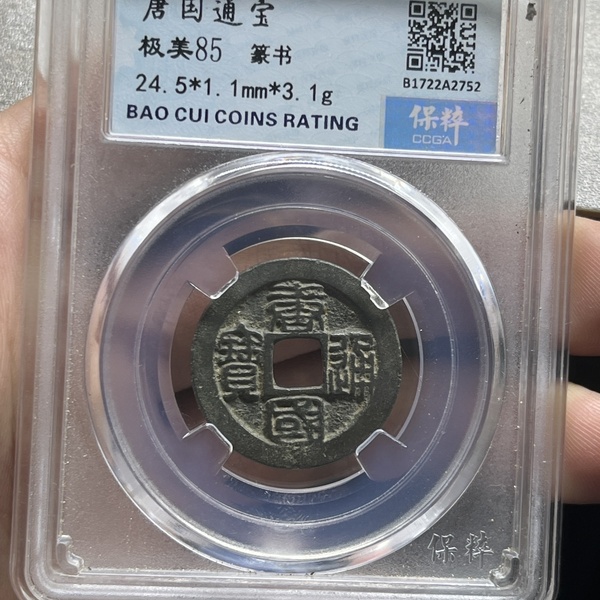 唐国通宝
极美85 篆书
24.5*1.1mm*3.1g
BAO CUI COINS RATING
B1722A2752
保粹
CCGA
唐國通寶
保粹